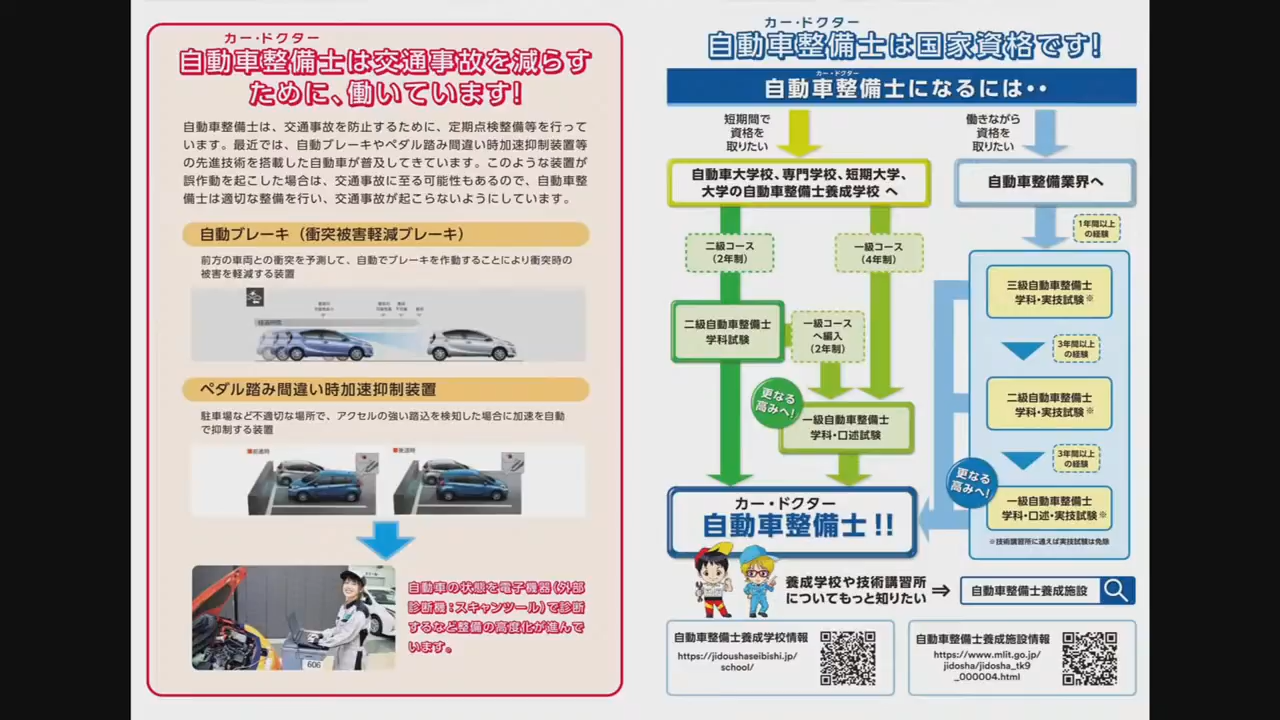 カー・ドクター
自動車整備士は交通事故を減らす
ために、働いています!
自動車整備士は、交通事故を防止するために、定期点検整備等を行って
います。最近では、自動ブレーキやペダル踏み間違い時加速抑制装置等
の先進技術を搭載した自動車が普及してきています。このような装置が
誤作動を起こした場合は、交通事故に至る可能性もあるので、自動車整
備士は適切な整備を行い、交通事故が起こらないようにしています。
自動ブレーキ（衝突被害軽減ブレーキ）
前方の車両との衝突を予測して、自動でブレーキを作動することにより衝突時の
被害を軽減する装置
ペダル踏み間違い時加速抑制装置
駐車場など不適切な場所で、アクセルの強い踏込を検知した場合に加速を自動
で抑制する装置
■前進時
■後退時
606
自動車の状態を電子機器（外部
診断機：スキャンツール）で診断
するなど整備の高度化が進んで
います。
カー・ドクター
自動車整備士は国家資格です!
カー・ドクター
自動車整備士になるには・・
短期間で
資格を
取りたい
働きながら
資格を
取りたい
自動車大学校、専門学校、短期大学、
大学の自動車整備士養成学校 へ
自動車整備業界へ
二級コース
（2年制）
一級コース
（4年制）
1年間以上
の経験
三級自動車整備士
学科・実技試験※
二級自動車整備士
学科試験
一級コース
へ編入
（2年制）
3年間以上
の経験
二級自動車整備士
学科・実技試験※
更なる
高みへ!
一級自動車整備士
学科・口述試験
3年間以上
の経験
更なる
高みへ!
一級自動車整備士
学科・口述・実技試験※
※技術講習所に通えば実技試験は免除
カー・ドクター
自動車整備士!!
養成学校や技術講習所
についてもっと知りたい
⇒
自動車整備士養成施設
自動車整備士養成学校情報
https://jidoushaseibishi.jp/
school/
自動車整備士養成施設情報
https://www.mlit.go.jp/
jidosha/jidosha_tk9
_000004.html